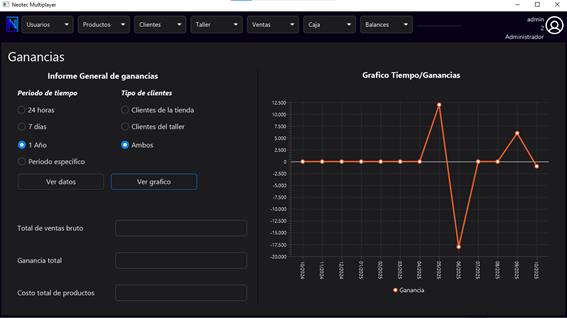 Neotec Multiplayer
Usuarios Productos Clientes Taller Ventas Caja Balances
admin
2
Administrador
Ganancias
Informe General de ganancias
Periodo de tiempo Tipo de clientes
24 horas Clientes de la tienda
7 días Clientes del taller
1 Año Ambos
Periodo específico
Ver datos Ver grafico
Total de ventas bruto
Ganancia total
Costo total de productos
Grafico Tiempo/Ganancias
12.500
10.000
7.500
5.000
2.500
0
-2.500
-5.000
-7.500
-10.000
-12.500
-15.000
-17.500
-20.000
10/2024 11/2024 12/2024 01/2025 02/2025 03/2025 04/2025 05/2025 06/2025 07/2025 08/2025 09/2025 10/2025
Ganancia